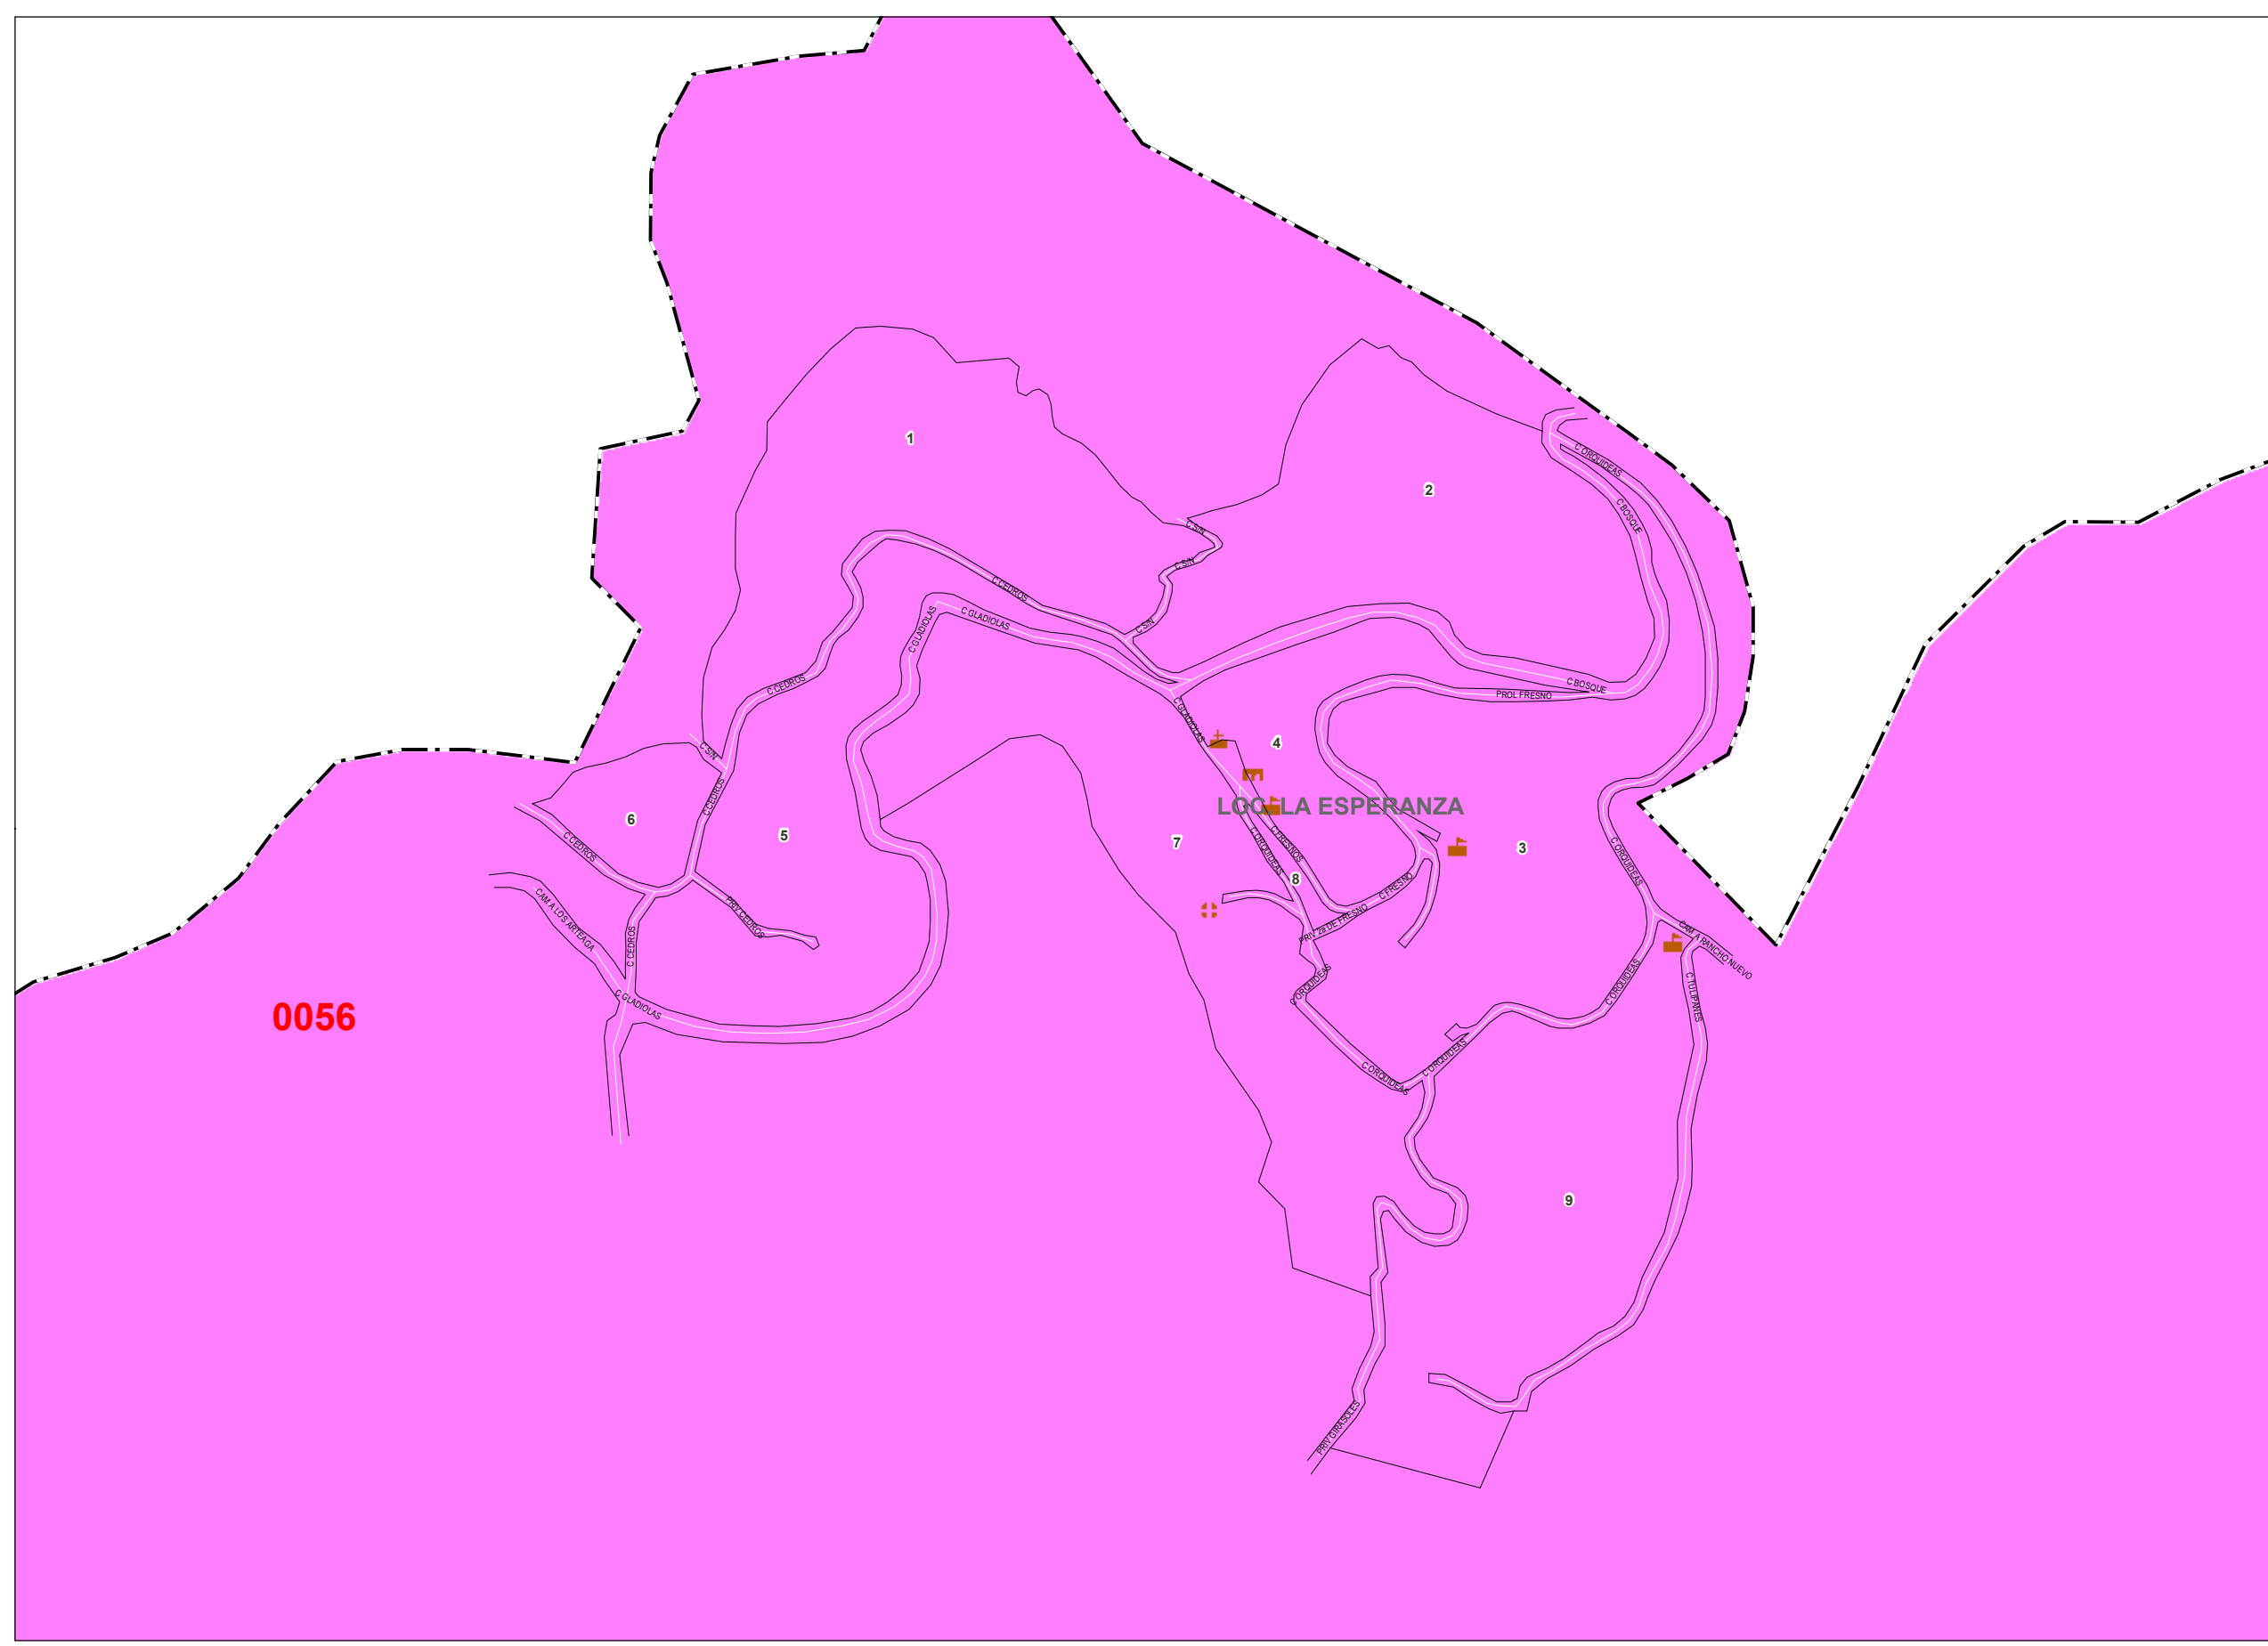 1
C ORQUIDEAS
2
C BOSQUE
C S/N
C S/N
C CEDROS
C GLADIOLAS
C GLADIOLAS
C S/N
C CEDROS
C BOSQUE
PROL FRESNO
C GLADIOLAS
4
C S/N
LOC LA ESPERANZA
C CEDROS
6
5
7
3
C CEDROS
C ORQUIDEAS
C FRESNOS
C ORQUIDEAS
8
C FRESNO
CAM A LOS ARTEAGA
PRIV CEDROS
PRIV 2a DE FRESNO
C CEDROS
CAM A RANCHO NUEVO
C ORQUIDEAS
C ORQUIDEAS
C TULIPANES
C GLADIOLAS
0056
C ORQUIDEAS
C ORQUIDEAS
9
PRIV GIRASOLES